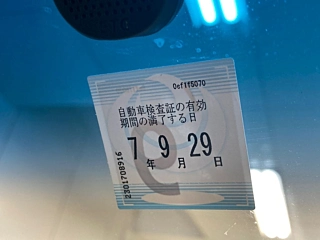 0ef1f5070
自動車検査証の有効
期間の満了する日
7 9 29
年 月 日
2301708916